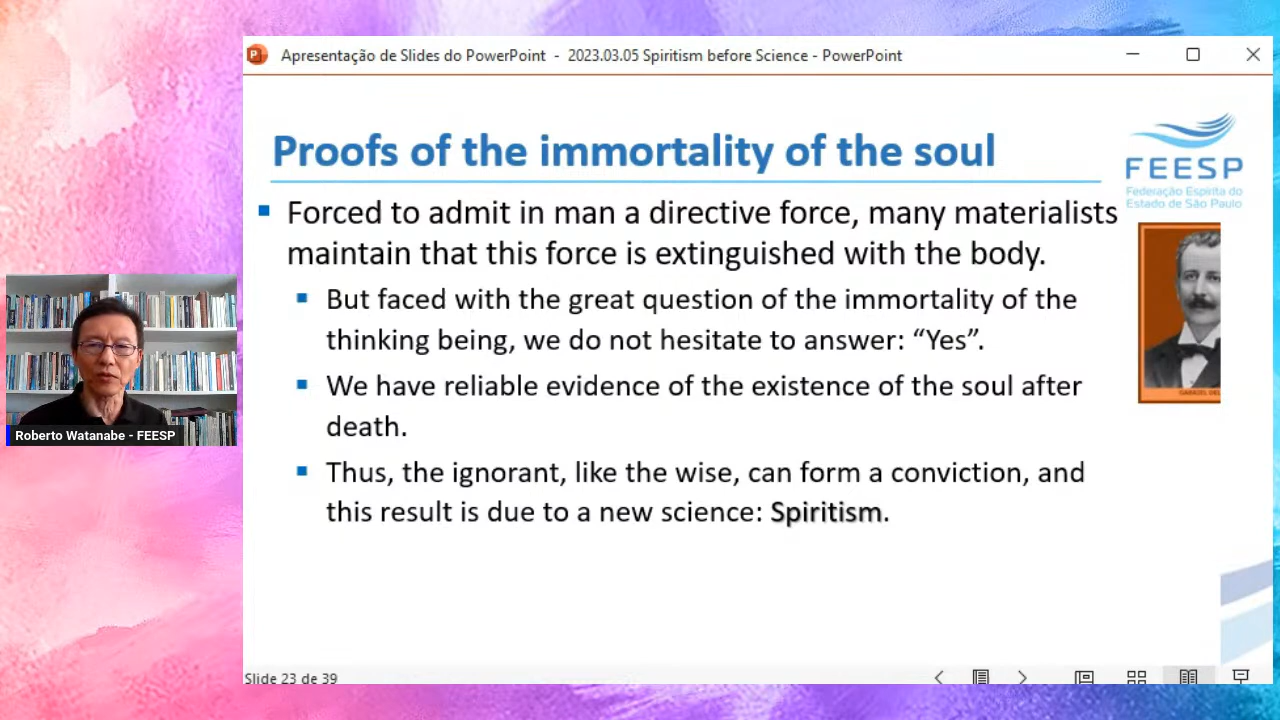 Apresentação de Slides do PowerPoint - 2023.03.05 Spiritism before Science - PowerPoint
Proofs of the immortality of the soul
FEESP
Federação Espírita do
Estado de São Paulo
Forced to admit in man a directive force, many materialists
maintain that this force is extinguished with the body.
But faced with the great question of the immortality of the
thinking being, we do not hesitate to answer: “Yes”.
We have reliable evidence of the existence of the soul after
death.
Thus, the ignorant, like the wise, can form a conviction, and
this result is due to a new science: Spiritism.
Roberto Watanabe - FEESP
Slide 23 de 39